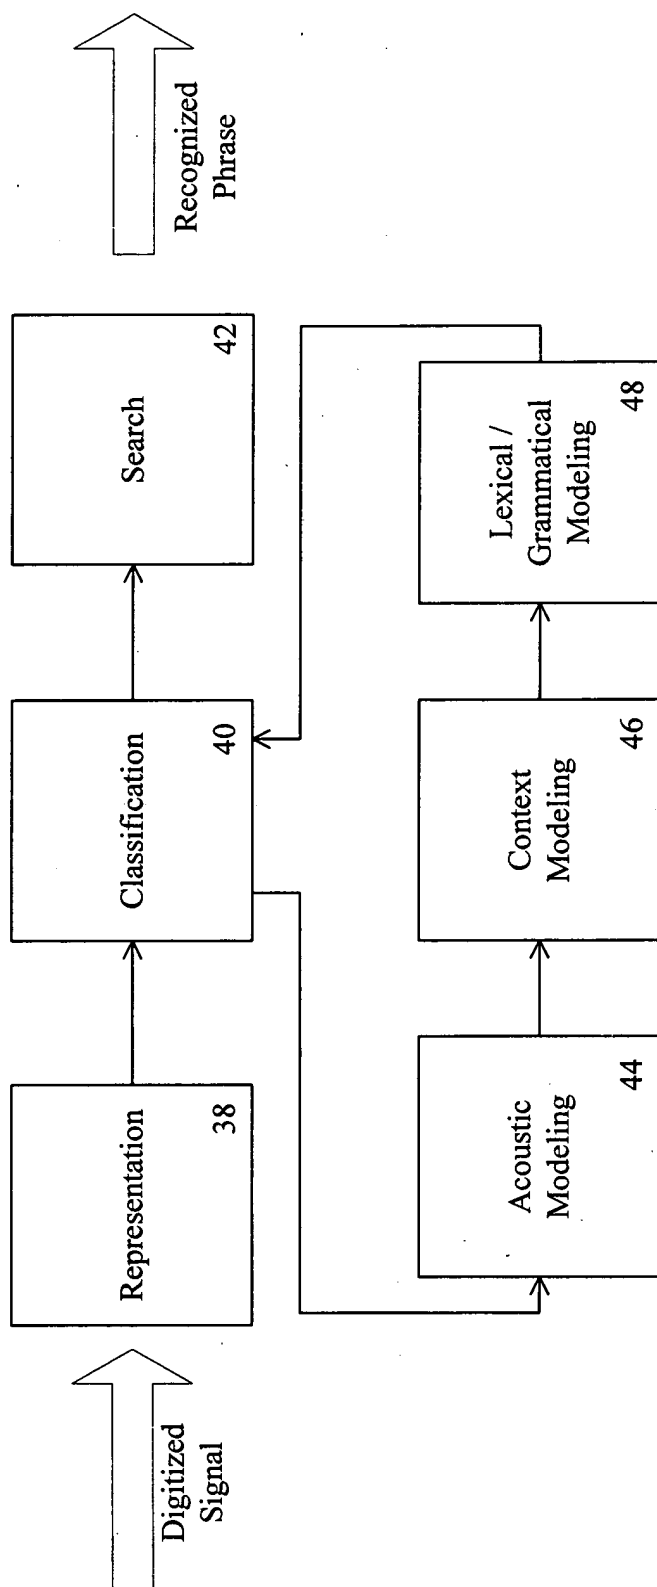 Digitized
Signal
Representation
38
Classification
40
Search
42
Recognized
Phrase
Acoustic
Modeling
44
Context
Modeling
46
Lexical /
Grammatical
Modeling
48